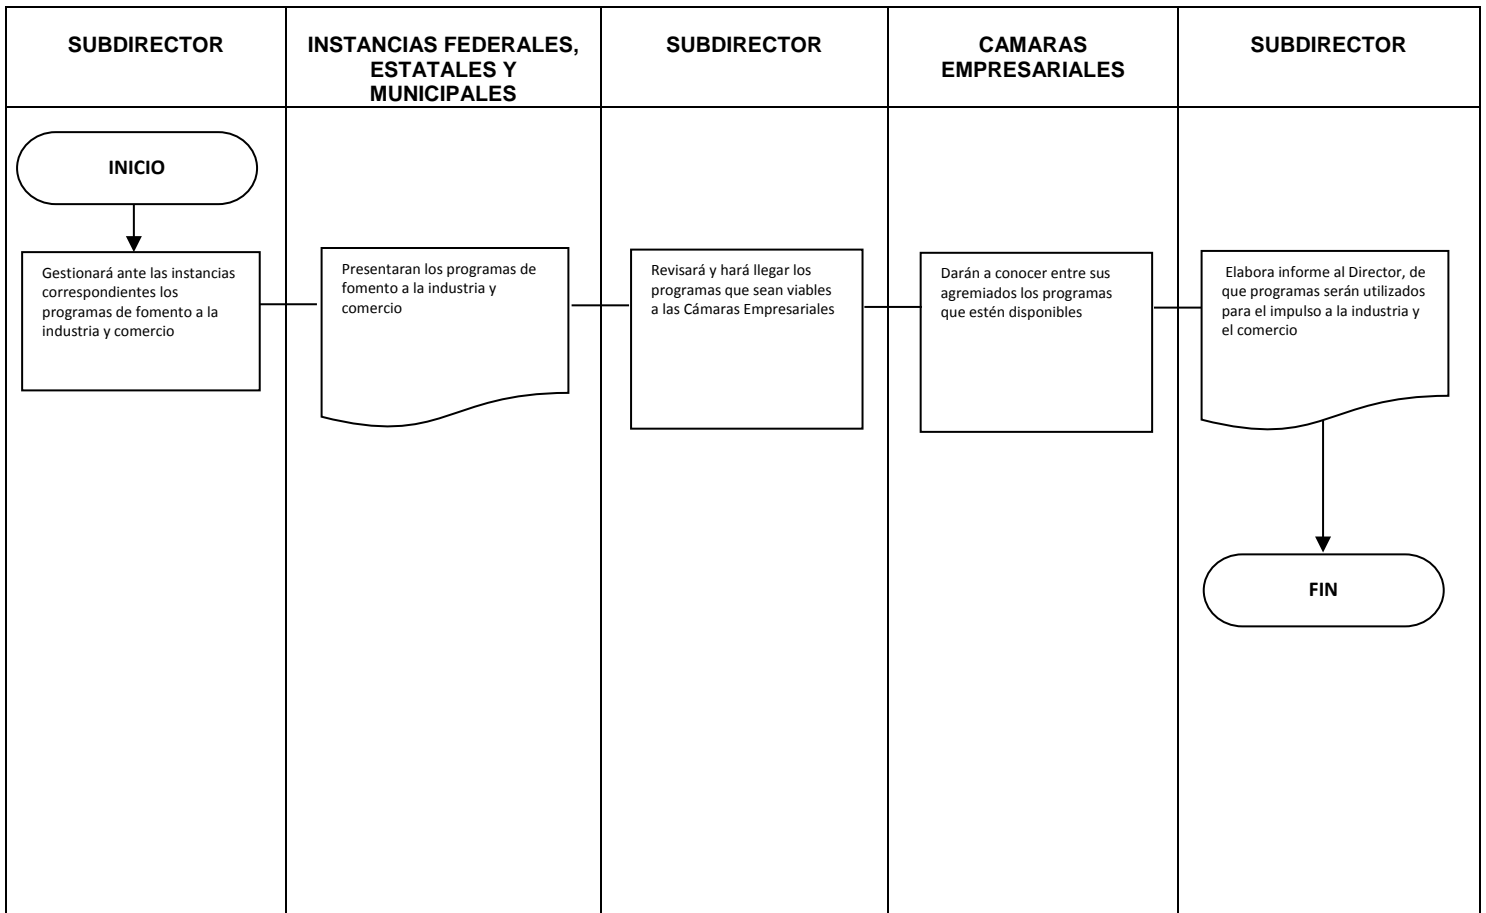 SUBDIRECTOR
INSTANCIAS FEDERALES,
ESTATALES Y
MUNICIPALES
SUBDIRECTOR
CAMARAS
EMPRESARIALES
SUBDIRECTOR
INICIO
Gestionará ante las instancias
correspondientes los
programas de fomento a la
industria y comercio
Presentaran los programas de
fomento a la industria y
comercio
Revisará y hará llegar los
programas que sean viables
a las Cámaras Empresariales
Darán a conocer entre sus
agremiados los programas
que estén disponibles
Elabora informe al Director, de
que programas serán utilizados
para el impulso a la industria y
el comercio
FIN